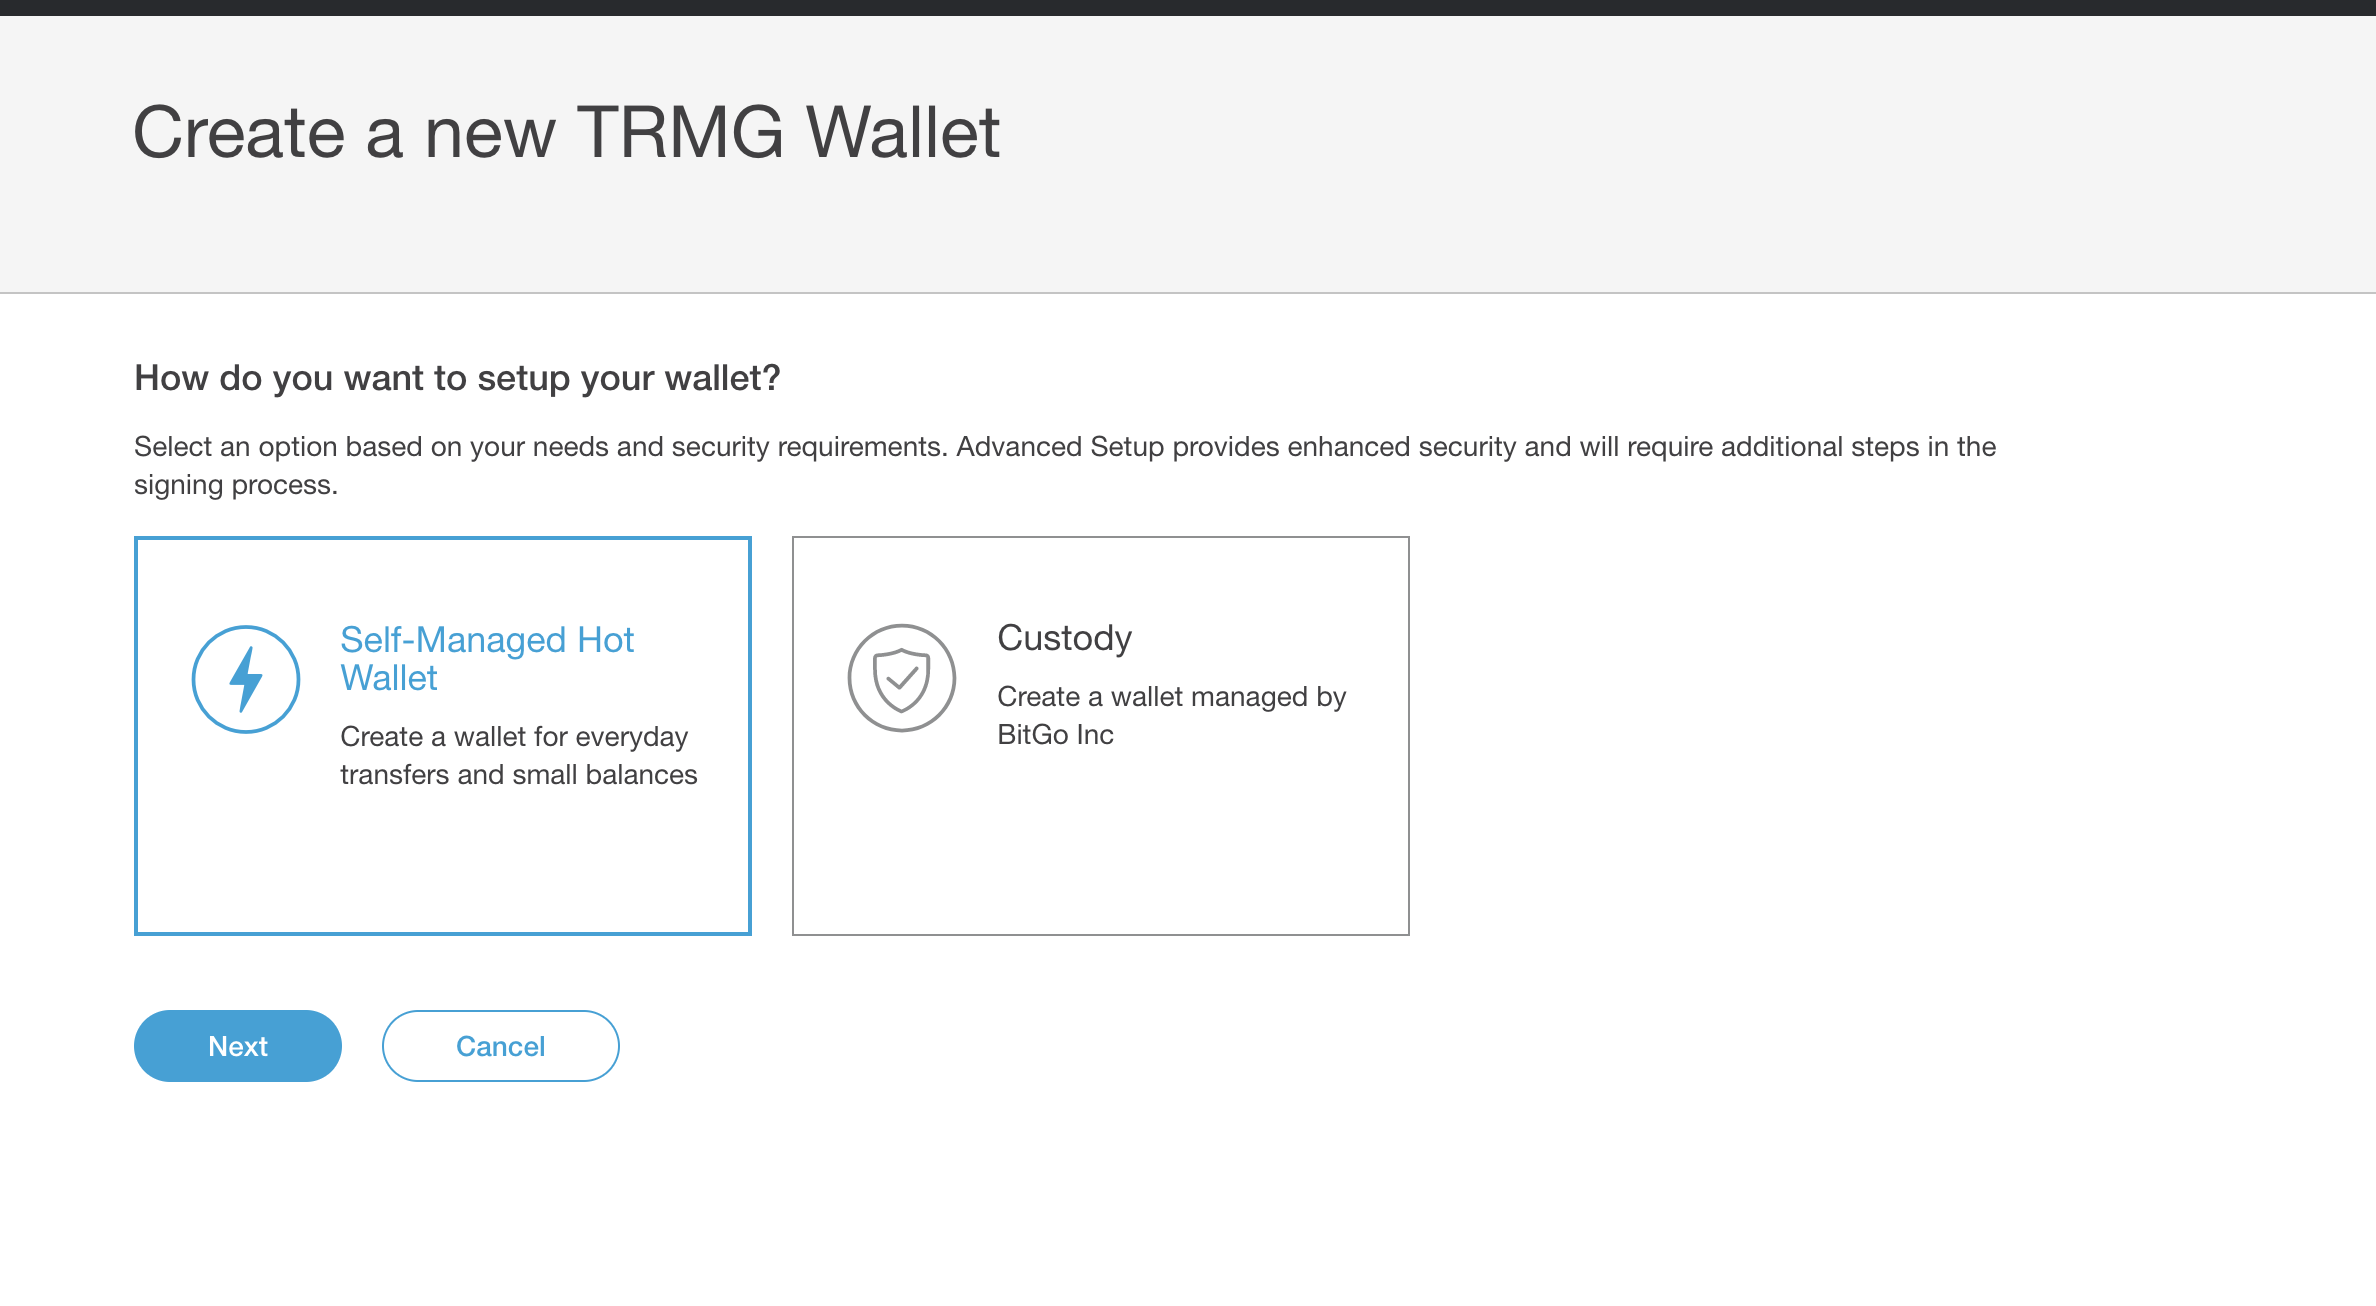 Create a new TRMG Wallet
How do you want to setup your wallet?
Select an option based on your needs and security requirements. Advanced Setup provides enhanced security and will require additional steps in the
signing process.
Self-Managed Hot
Wallet
Create a wallet for everyday
transfers and small balances
Custody
Create a wallet managed by
BitGo Inc
Next
Cancel